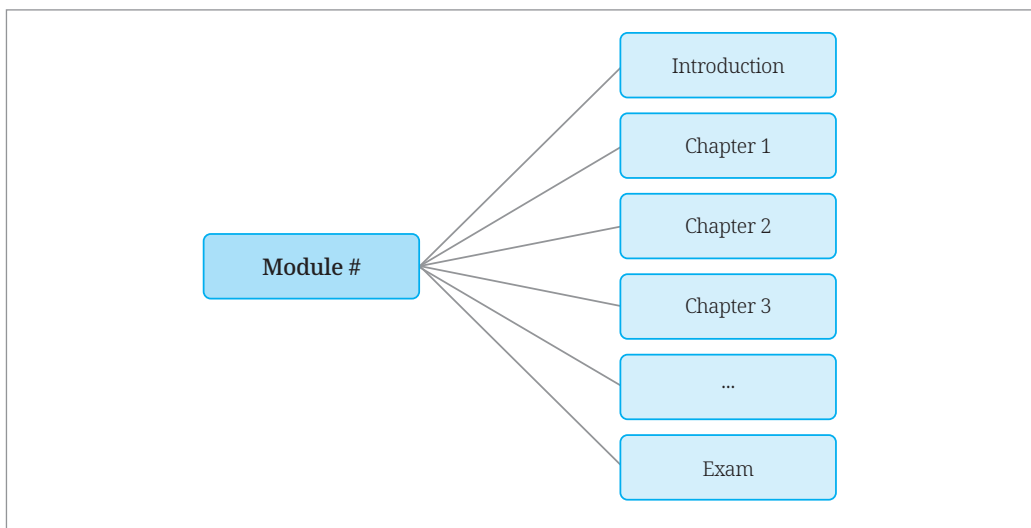 Module #
Introduction
Chapter 1
Chapter 2
Chapter 3
...
Exam